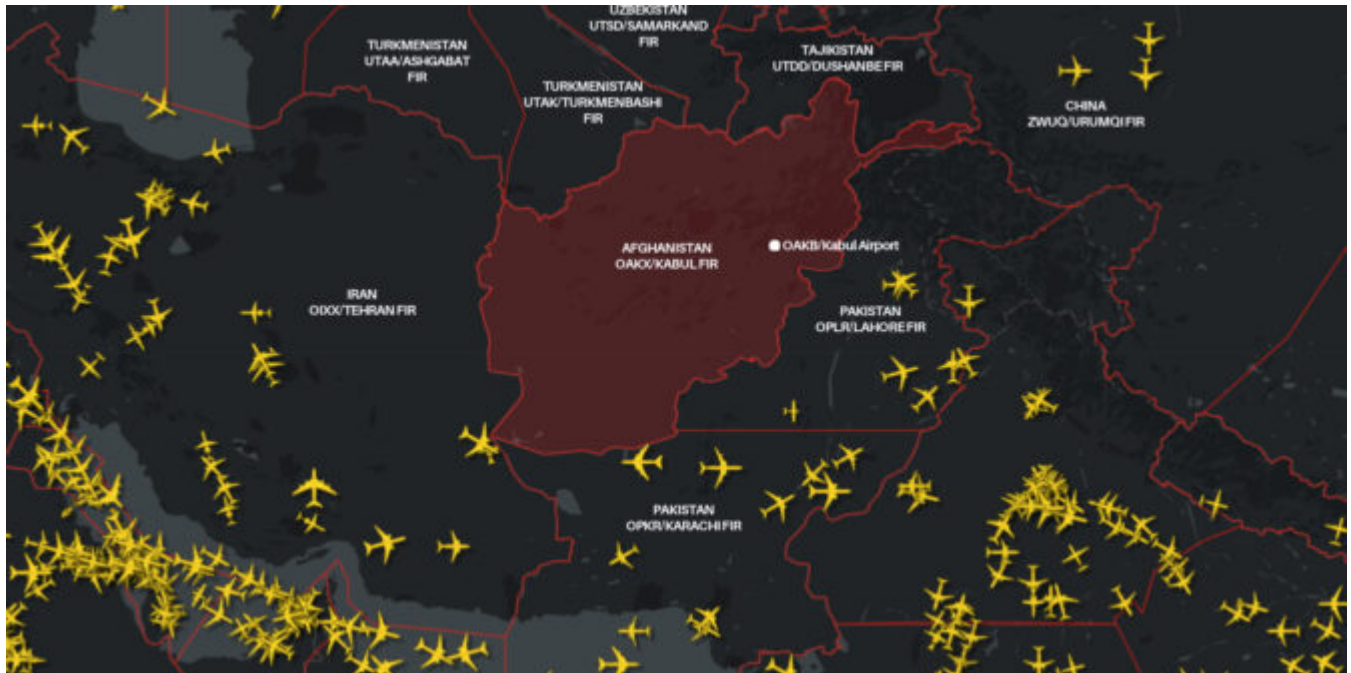 UZBEKISTAN
UTSD/SAMARKAND
FIR
TURKMENISTAN
UTAA/ASHGABAT
FIR
TAJIKISTAN
UTDD/DUSHANBE FIR
TURKMENISTAN
UTAK/TURKMENBASHI
FIR
CHINA
ZWUQ/URUMQI FIR
AFGHANISTAN
OAKX/KABUL FIR
OAKB/Kabul Airport
IRAN
OIXX/TEHRAN FIR
PAKISTAN
OPLR/LAHORE FIR
PAKISTAN
OPKR/KARACHI FIR